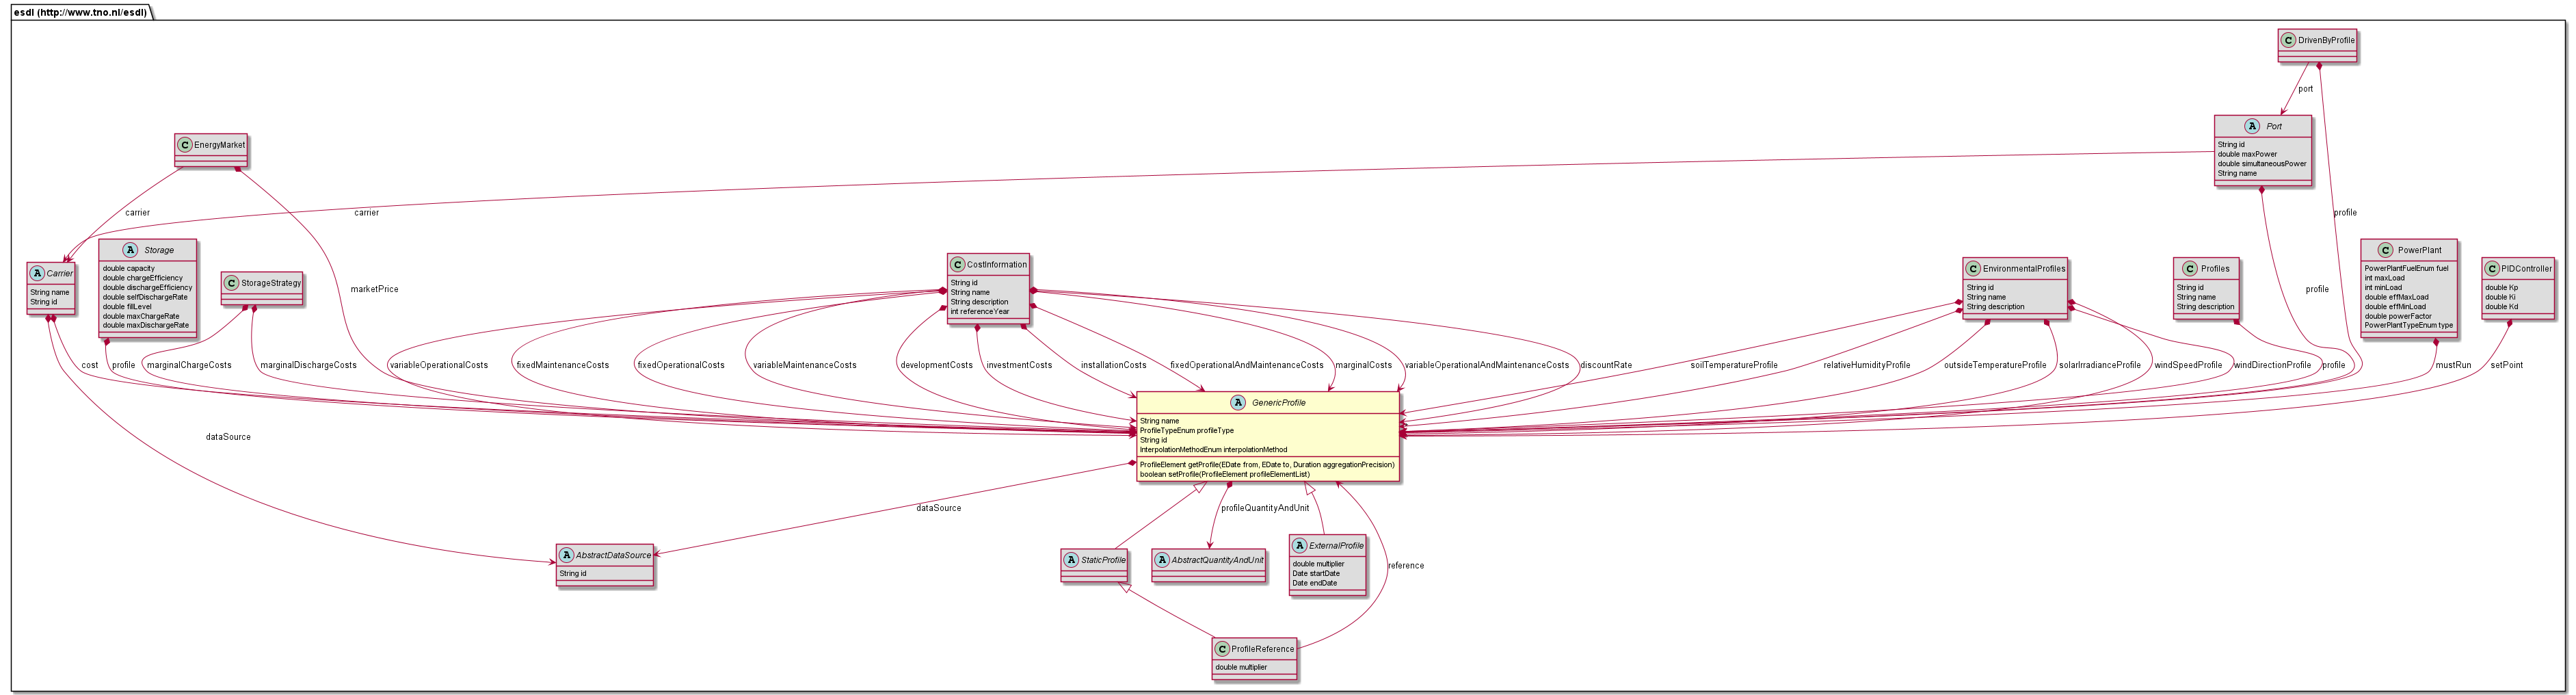 esdl (http://www.tno.nl/esdl)
C DrivenByProfile
port
A Port
String id
double maxPower
double simultaneousPower
String name
C EnergyMarket
carrier
carrier
profile
A Storage
double capacity
double chargeEfficiency
double dischargeEfficiency
double selfDischargeRate
double fillLevel
double maxChargeRate
double maxDischargeRate
A Carrier
String name
String id
C StorageStrategy
marketPrice
C CostInformation
String id
String name
String description
int referenceYear
C EnvironmentalProfiles
String id
String name
String description
C Profiles
String id
String name
String description
profile
C PowerPlant
PowerPlantFuelEnum fuel
int maxLoad
int minLoad
double effMaxLoad
double effMinLoad
double powerFactor
PowerPlantTypeEnum type
C PIDController
double Kp
double Ki
double Kd
cost
profile
marginalChargeCosts
marginalDischargeCosts
variableOperationalCosts
fixedMaintenanceCosts
fixedOperationalCosts
variableMaintenanceCosts
developmentCosts
investmentCosts
installationCosts
fixedOperationalAndMaintenanceCosts
marginalCosts
variableOperationalAndMaintenanceCosts
discountRate
soilTemperatureProfile
relativeHumidityProfile
outsideTemperatureProfile
solarIrradianceProfile
windSpeedProfile
windDirectionProfile
profile
mustRun
setPoint
A GenericProfile
String name
ProfileTypeEnum profileType
String id
InterpolationMethodEnum interpolationMethod
ProfileElement getProfile(EDate from, EDate to, Duration aggregationPrecision)
boolean setProfile(ProfileElement profileElementList)
dataSource
dataSource
profileQuantityAndUnit
A AbstractDataSource
String id
A StaticProfile
A AbstractQuantityAndUnit
A ExternalProfile
double multiplier
Date startDate
Date endDate
reference
C ProfileReference
double multiplier